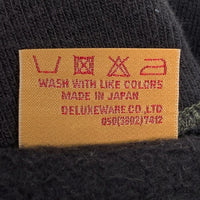 WASH WITH LIKE COLORS
MADE IN JAPAN
DELUXEWARE CO.,LTD
050(3802)7412